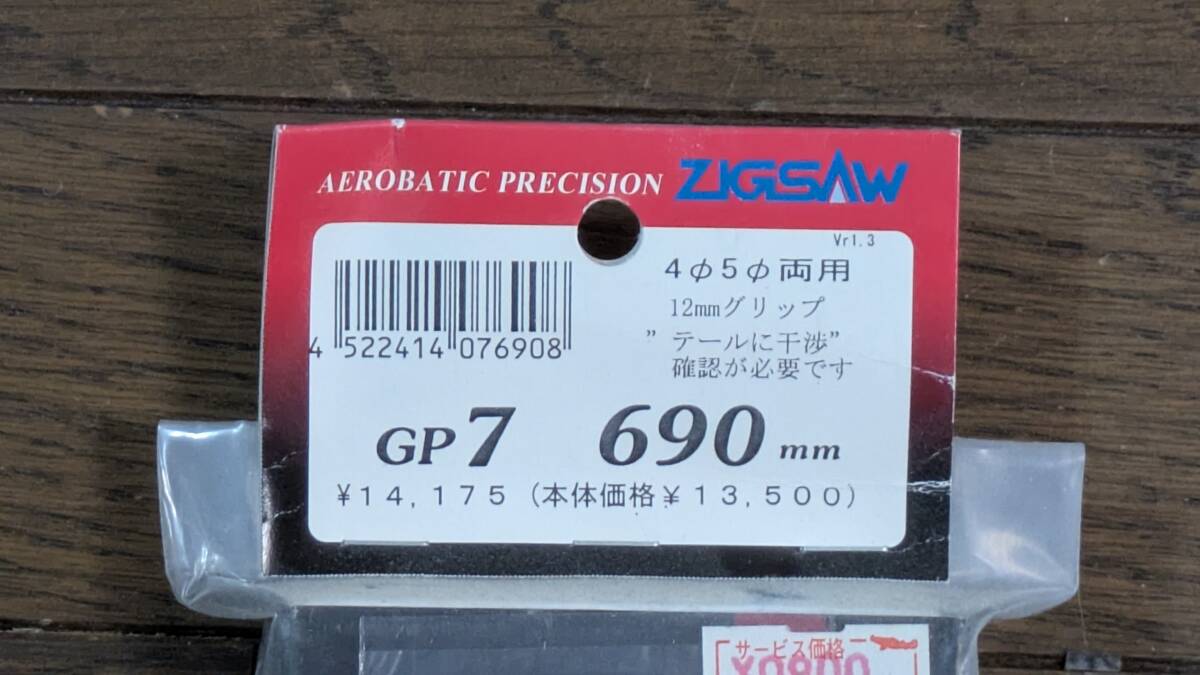 AEROBATIC PRECISION ZIGSAW
Vr1.3
4φ5φ両用
12mmグリップ
”テールに干渉”
確認が必要です
4 522414 076908
GP7 690mm
¥14,175（本体価格¥13,500）
サービス価格